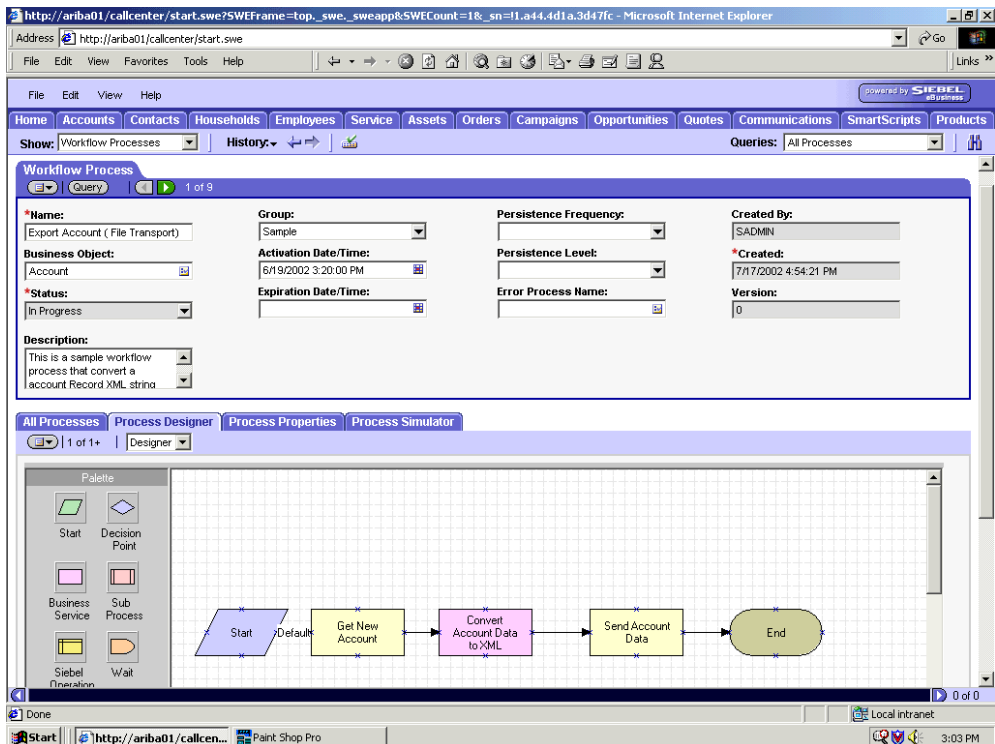 http://ariba01/callcenter/start.swe?SWEFrame=top._swe._sweapp&SWECount=1&_sn=!1.a44.4d1a.3d47fc - Microsoft Internet Explorer
Address http://ariba01/callcenter/start.swe Go
File Edit View Favorites Tools Help Links »
File Edit View Help powered by SIEBEL eBusiness
Home Accounts Contacts Households Employees Service Assets Orders Campaigns Opportunities Quotes Communications SmartScripts Products
Show: Workflow Processes History: Queries: All Processes
Workflow Process
Query 1 of 9
*Name: Group: Persistence Frequency: Created By:
Export Account ( File Transport) Sample SADMIN
Business Object: Activation Date/Time: Persistence Level: *Created:
Account 6/19/2002 3:20:00 PM 7/17/2002 4:54:21 PM
*Status: Expiration Date/Time: Error Process Name: Version:
In Progress 0
Description:
This is a sample workflow
process that convert a
account Record XML string
All Processes Process Designer Process Properties Process Simulator
1 of 1+ Designer
Palette
Start Decision Point
Business Service Sub Process
Siebel Operation Wait
Start Default Get New Account Convert Account Data to XML Send Account Data End
0 of 0
Done Local intranet
Start http://ariba01/callcen... Paint Shop Pro 3:03 PM